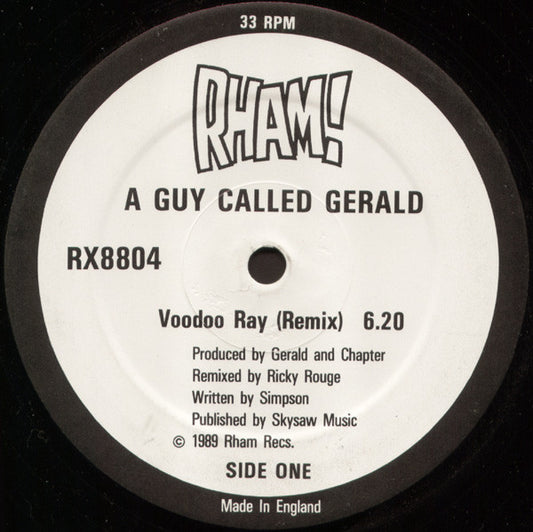 33 RPM
RHAM!
A GUY CALLED GERALD
RX8804
Voodoo Ray (Remix) 6.20
Produced by Gerald and Chapter
Remixed by Ricky Rouge
Written by Simpson
Published by Skysaw Music
© 1989 Rham Recs.
SIDE ONE
Made In England